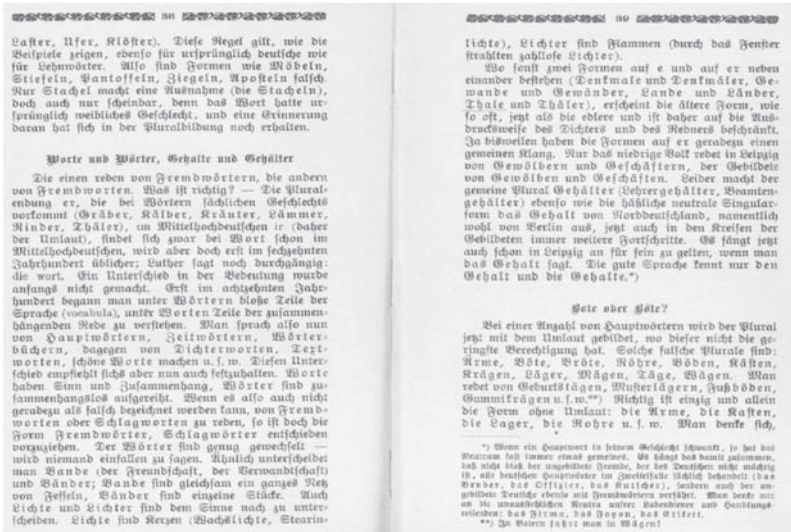 38
Laster, Ufer, Klöster). Diese Regel gilt, wie die
Beispiele zeigen, ebenso für ursprünglich deutsche wie
für Lehnwörter. Also sind Formen wie Möbeln,
Stiefeln, Pantoffeln, Ziegeln, Aposteln falsch.
Nur Stachel macht eine Ausnahme (die Stacheln),
doch auch nur scheinbar, denn das Wort hatte ur-
sprünglich weibliches Geschlecht, und eine Erinnerung
daran hat sich in der Pluralbildung noch erhalten.
Worte und Wörter, Gehalte und Gehälter
Die einen reden von Fremdwörtern, die andern
von Fremdworten. Was ist richtig? — Die Plural-
endung er, die bei Wörtern sächlichen Geschlechts
vorkommt (Gräber, Kälber, Kräuter, Lämmer,
Rinder, Thäler), im Mittelhochdeutschen ir (daher
der Umlaut), findet sich zwar bei Wort schon im
Mittelhochdeutschen, wird aber doch erst im sechzehnten
Jahrhundert üblicher; Luther sagt noch durchgängig:
die wort. Ein Unterschied in der Bedeutung wurde
anfangs nicht gemacht. Erst im achtzehnten Jahr-
hundert begann man unter Wörtern bloße Teile der
Sprache (vocabula), unter Worten Teile der zusammen-
hängenden Rede zu verstehen. Man sprach also nun
von Hauptwörtern, Zeitwörtern, Wörter-
büchern, dagegen von Dichterworten, Text-
worten, schöne Worte machen u. s. w. Diesen Unter-
schied empfiehlt sichs aber nun auch festzuhalten. Worte
haben Sinn und Zusammenhang, Wörter sind zu-
sammenhangslos aufgereiht. Wenn es also auch nicht
geradezu als falsch bezeichnet werden kann, von Fremd-
worten oder Schlagworten zu reden, so ist doch die
Form Fremdwörter, Schlagwörter entschieden
vorzuziehen. Der Wörter sind genug gewechselt —
wird niemand einfallen zu sagen. Ähnlich unterscheidet
man Bande (der Freundschaft, der Verwandtschaft)
und Bänder; Bande sind gleichsam ein ganzes Netz
von Fesseln, Bänder sind einzelne Stücke. Auch
Lichte und Lichter sind dem Sinne nach zu unter-
scheiden. Lichte sind Kerzen (Wachslichte, Stearin-
39
lichte), Lichter sind Flammen (durch das Fenster
strahlten zahllose Lichter).
Wo sonst zwei Formen auf e und auf er neben
einander bestehen (Denkmale und Denkmäler, Ge-
wande und Gewänder, Lande und Länder,
Thale und Thäler), erscheint die ältere Form, wie
so oft, jetzt als die edlere und ist daher auf die Aus-
drucksweise des Dichters und des Redners beschränkt.
Ja bisweilen haben die Formen auf er geradezu einen
gemeinen Klang. Nur das niedrige Volk redet in Leipzig
von Gewölbern und Geschäftern, der Gebildete
von Gewölben und Geschäften. Leider macht der
gemeine Plural Gehälter (Lehrergehälter, Beamten-
gehälter) ebenso wie die häßliche neutrale Singular-
form das Gehalt von Norddeutschland, namentlich
wohl von Berlin aus, jetzt auch in den Kreisen der
Gebildeten immer weitere Fortschritte. Es fängt jetzt
auch schon in Leipzig an für fein zu gelten, wenn man
das Gehalt sagt. Die gute Sprache kennt nur den
Gehalt und die Gehalte.*)
Bote oder Böte?
Bei einer Anzahl von Hauptwörtern wird der Plural
jetzt mit dem Umlaut gebildet, wo dieser nicht die ge-
ringste Berechtigung hat. Solche falsche Plurale sind:
Ärme, Böte, Bröte, Röhre, Böden, Kästen,
Krägen, Läger, Mägen, Täge, Wägen. Man
redet von Geburtstägen, Musterlägern, Fußböden,
Gummikrägen u. s. w.**) Richtig ist einzig und allein
die Form ohne Umlaut: die Arme, die Kasten,
die Lager, die Rohre u. s. w. Man denke sich,
*) Wenn ein Hauptwort in seinem Geschlecht schwankt, so hat das
Neutrum fast immer etwas gemeines. Es hängt das damit zusammen,
daß nicht bloß der ungebildete Fremde, der des Deutschen nicht mächtig
ist, alle deutschen Hauptwörter im Zweifelsfalle sächlich behandelt (das
Bruder, das Offizier, das Kutscher), sondern auch der un-
gebildete Deutsche ebenso mit Fremdwörtern verfährt. Man denke nur
an die unausstehlichen Neutra unsrer Ladendiener und Handlungs-
reisenden: das Firma, das Façon, das Etikett.
**) In Baiern fahrt man in Wägen!